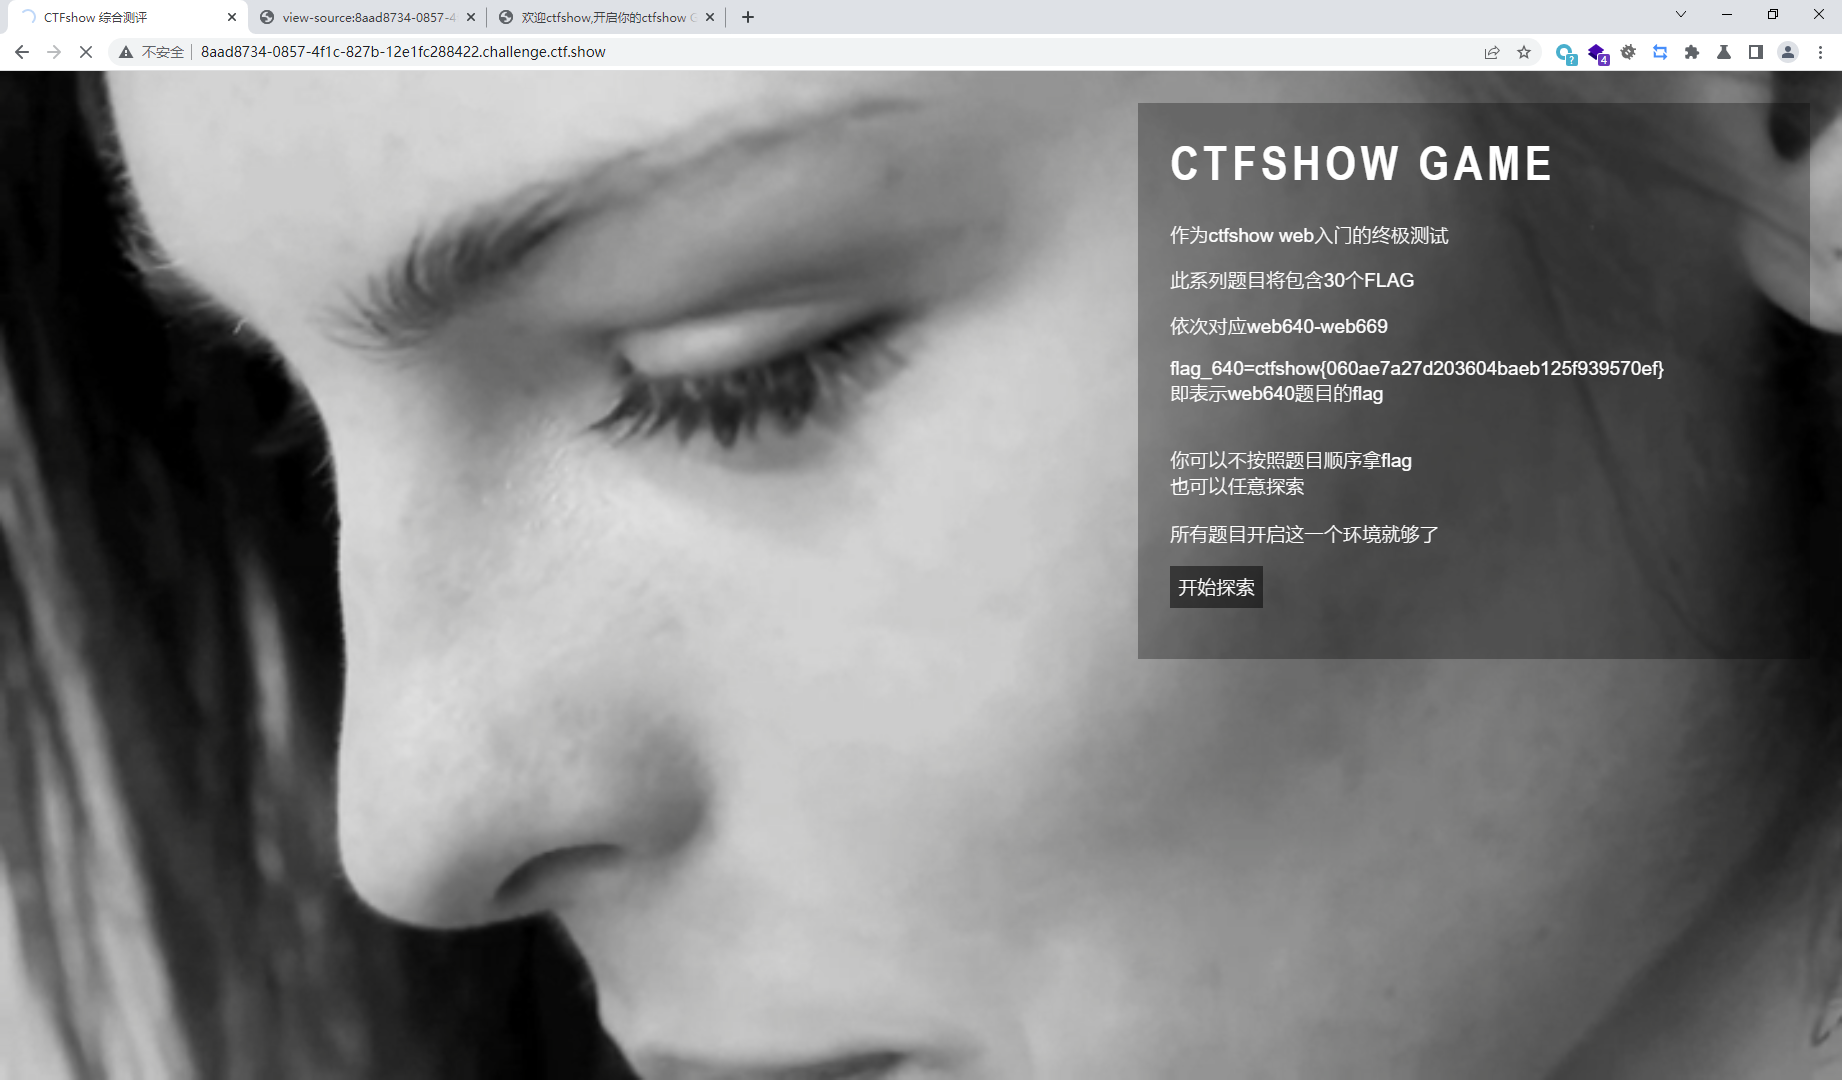 CTFshow 综合测评
view-source:8aad8734-0857-4
欢迎ctfshow,开启你的ctfshow
不安全
8aad8734-0857-4f1c-827b-12e1fc288422.challenge.ctf.show
?
4
CTFSHOW GAME
作为ctfshow web入门的终极测试
此系列题目将包含30个FLAG
依次对应web640-web669
flag_640=ctfshow{060ae7a27d203604baeb125f939570ef}
即表示web640题目的flag
你可以不按照题目顺序拿flag
也可以任意探索
所有题目开启这一个环境就够了
开始探索